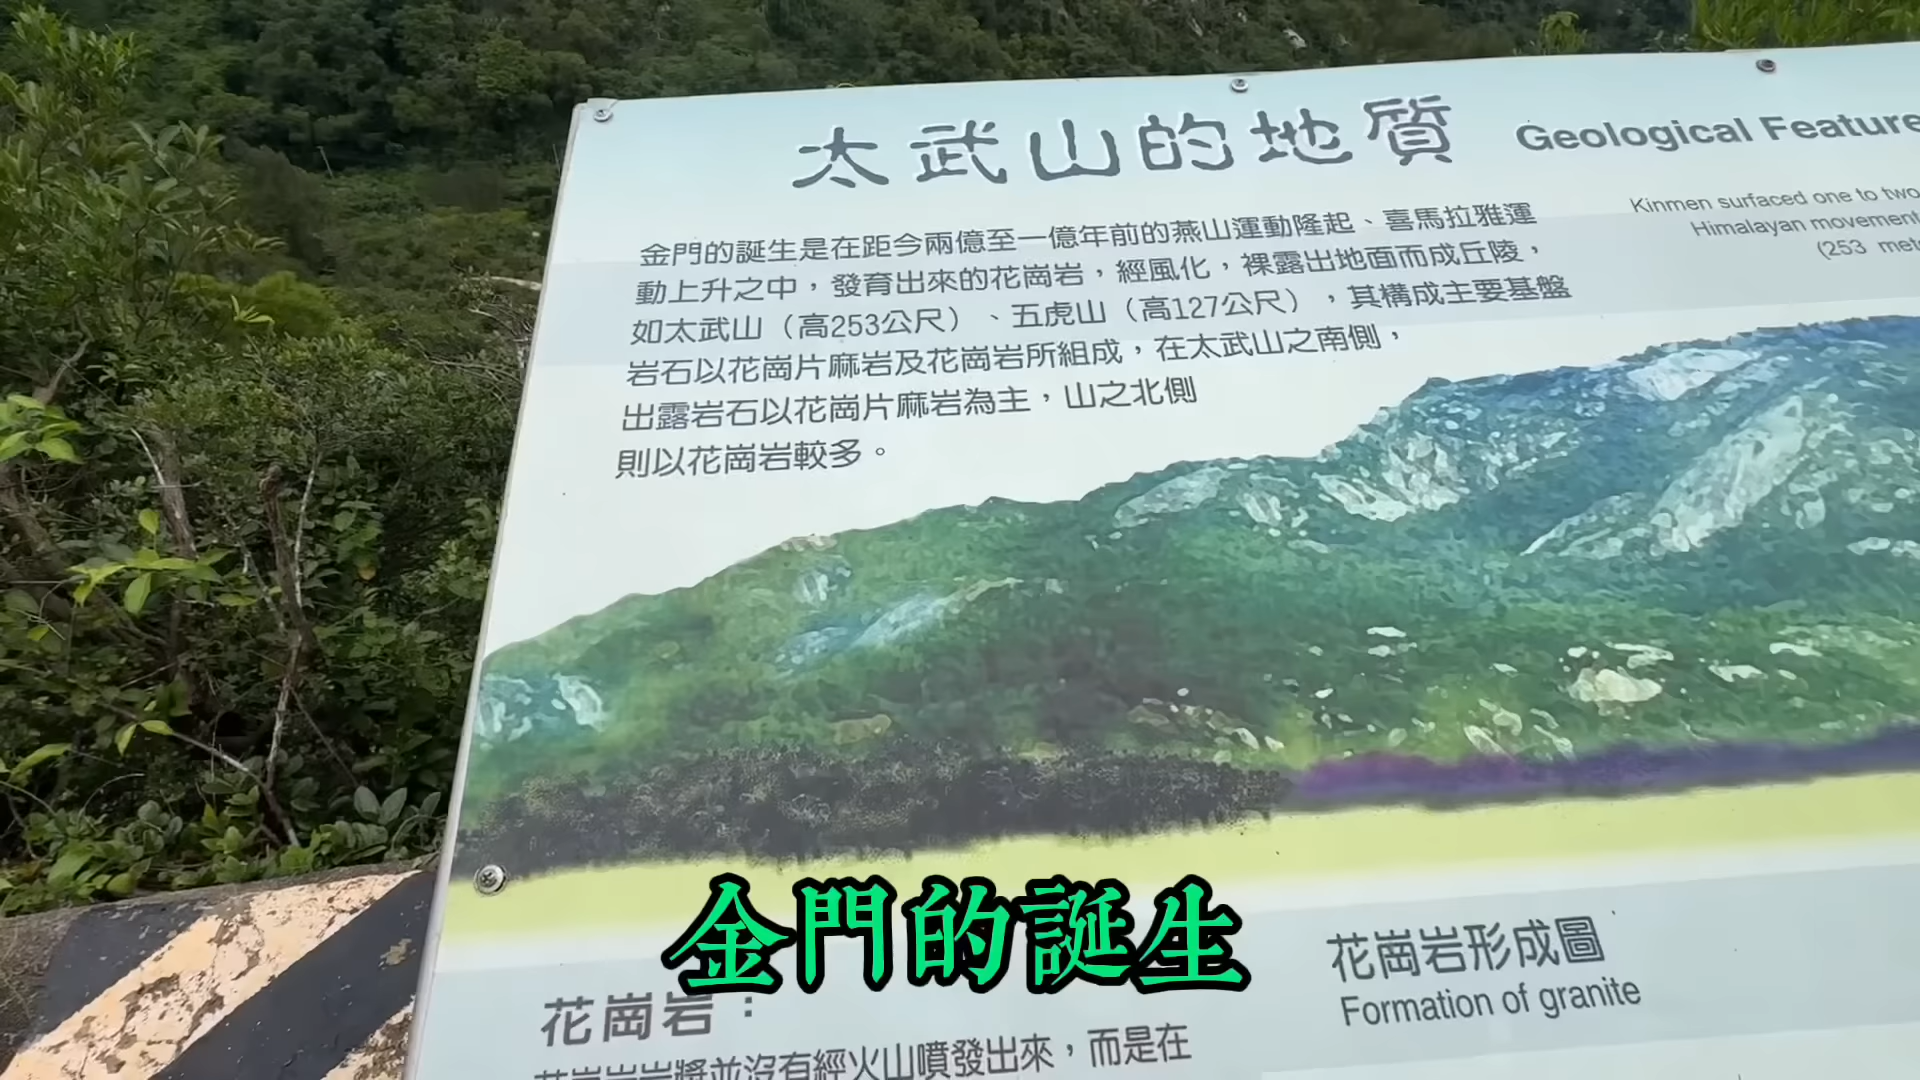 太武山的地質 Geological Feature
金門的誕生是在距今兩億至一億年前的燕山運動隆起、喜馬拉雅運
動上升之中，發育出來的花崗岩，經風化，裸露出地面而成丘陵，
如太武山（高253公尺）、五虎山（高127公尺），其構成主要基盤
岩石以花崗片麻岩及花崗岩所組成，在太武山之南側，
出露岩石以花崗片麻岩為主，山之北側
則以花崗岩較多。
Kinmen surfaced one to two
Himalayan movement
(253 met
金門的誕生
花崗岩：
並沒有經火山噴發出來，而是在
花崗岩形成圖
Formation of granite